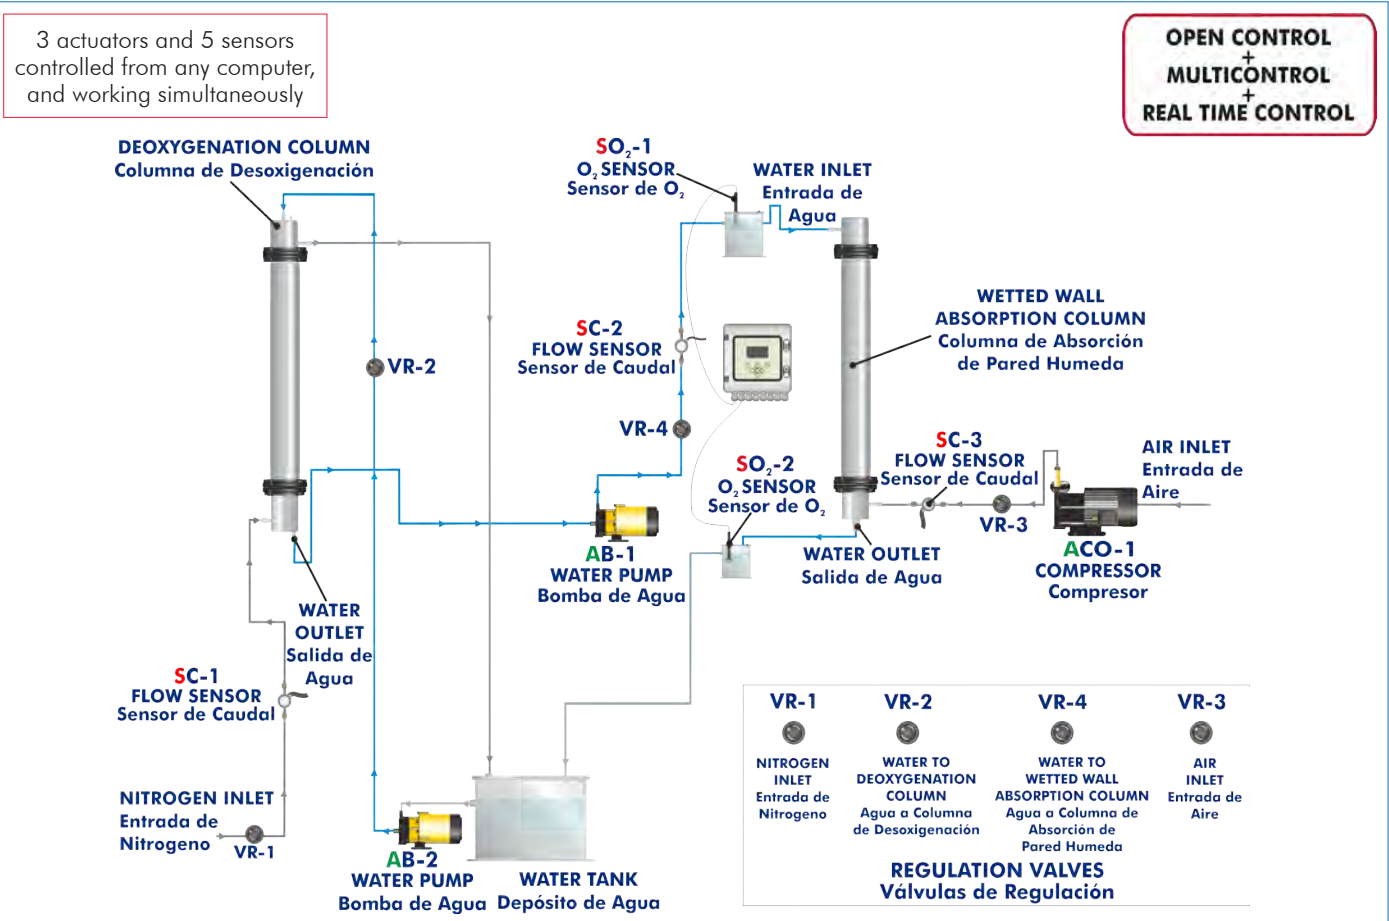 3 actuators and 5 sensors
controlled from any computer,
and working simultaneously
OPEN CONTROL
+
MULTICONTROL
+
REAL TIME CONTROL
DEOXYGENATION COLUMN
Columna de Desoxigenación
SO₂-1
O₂ SENSOR
Sensor de O₂
WATER INLET
Entrada de
Agua
WETTED WALL
ABSORPTION COLUMN
Columna de Absorción
de Pared Humeda
SC-2
FLOW SENSOR
Sensor de Caudal
VR-2
VR-4
SO₂-2
O₂ SENSOR
Sensor de O₂
SC-3
FLOW SENSOR
Sensor de Caudal
AIR INLET
Entrada de
Aire
VR-3
AB-1
WATER PUMP
Bomba de Agua
WATER OUTLET
Salida de Agua
ACO-1
COMPRESSOR
Compresor
WATER
OUTLET
Salida de
Agua
SC-1
FLOW SENSOR
Sensor de Caudal
NITROGEN INLET
Entrada de
Nitrogeno
VR-1
AB-2
WATER PUMP
Bomba de Agua
WATER TANK
Depósito de Agua
VR-1
NITROGEN
INLET
Entrada de
Nitrogeno
VR-2
WATER TO
DEOXYGENATION
COLUMN
Agua a Columna
de Desoxigenación
VR-4
WATER TO
WETTED WALL
ABSORPTION COLUMN
Agua a Columna de
Absorción de
Pared Humeda
VR-3
AIR
INLET
Entrada de
Aire
REGULATION VALVES
Válvulas de Regulación